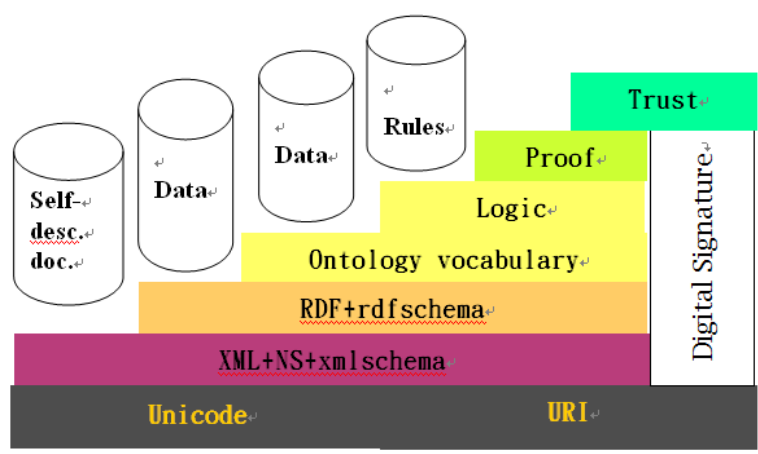 Trust
Rules
Proof
Data
Data
Logic
Self-
desc.
doc.
Digital Signature
Ontology vocabulary
RDF+rdfschema
XML+NS+xmlschema
Unicode
URI